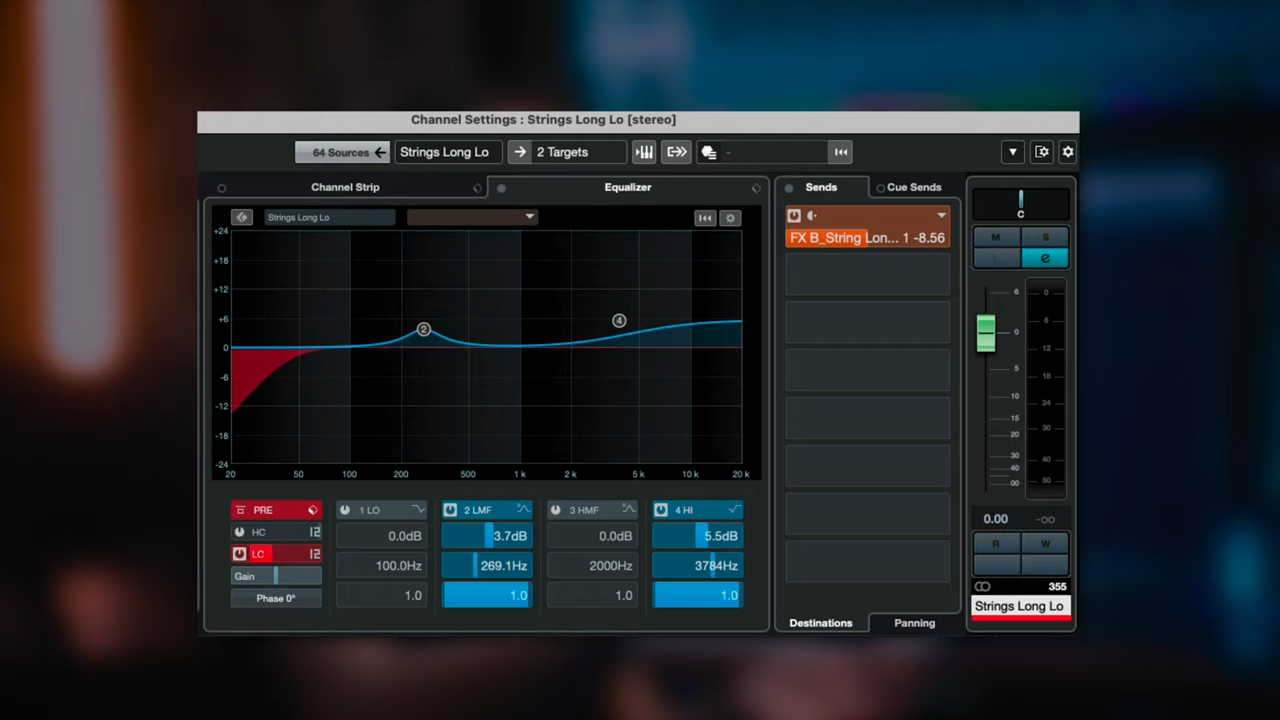 Channel Settings : Strings Long Lo [stereo]
64 Sources Strings Long Lo 2 Targets -
Channel Strip Equalizer Sends Cue Sends
Strings Long Lo
FX B_String Lon... 1 -8.56
C
M S
e
+24
+18
+12
+6
0
-6
-12
-18
-24
2
4
20 50 100 200 500 1 k 2 k 5 k 10 k 20 k
6
0
5
10
15
20
30
40
00
0
6
12
18
24
30
40
50
PRE 1 LO 2 LMF 3 HMF 4 HI
HC 12 0.0dB 3.7dB 0.0dB 5.5dB
LC 12 100.0Hz 269.1Hz 2000Hz 3784Hz
Gain
Phase 0° 1.0 1.0 1.0 1.0
0.00 -oo
R W
355
Strings Long Lo
Destinations Panning